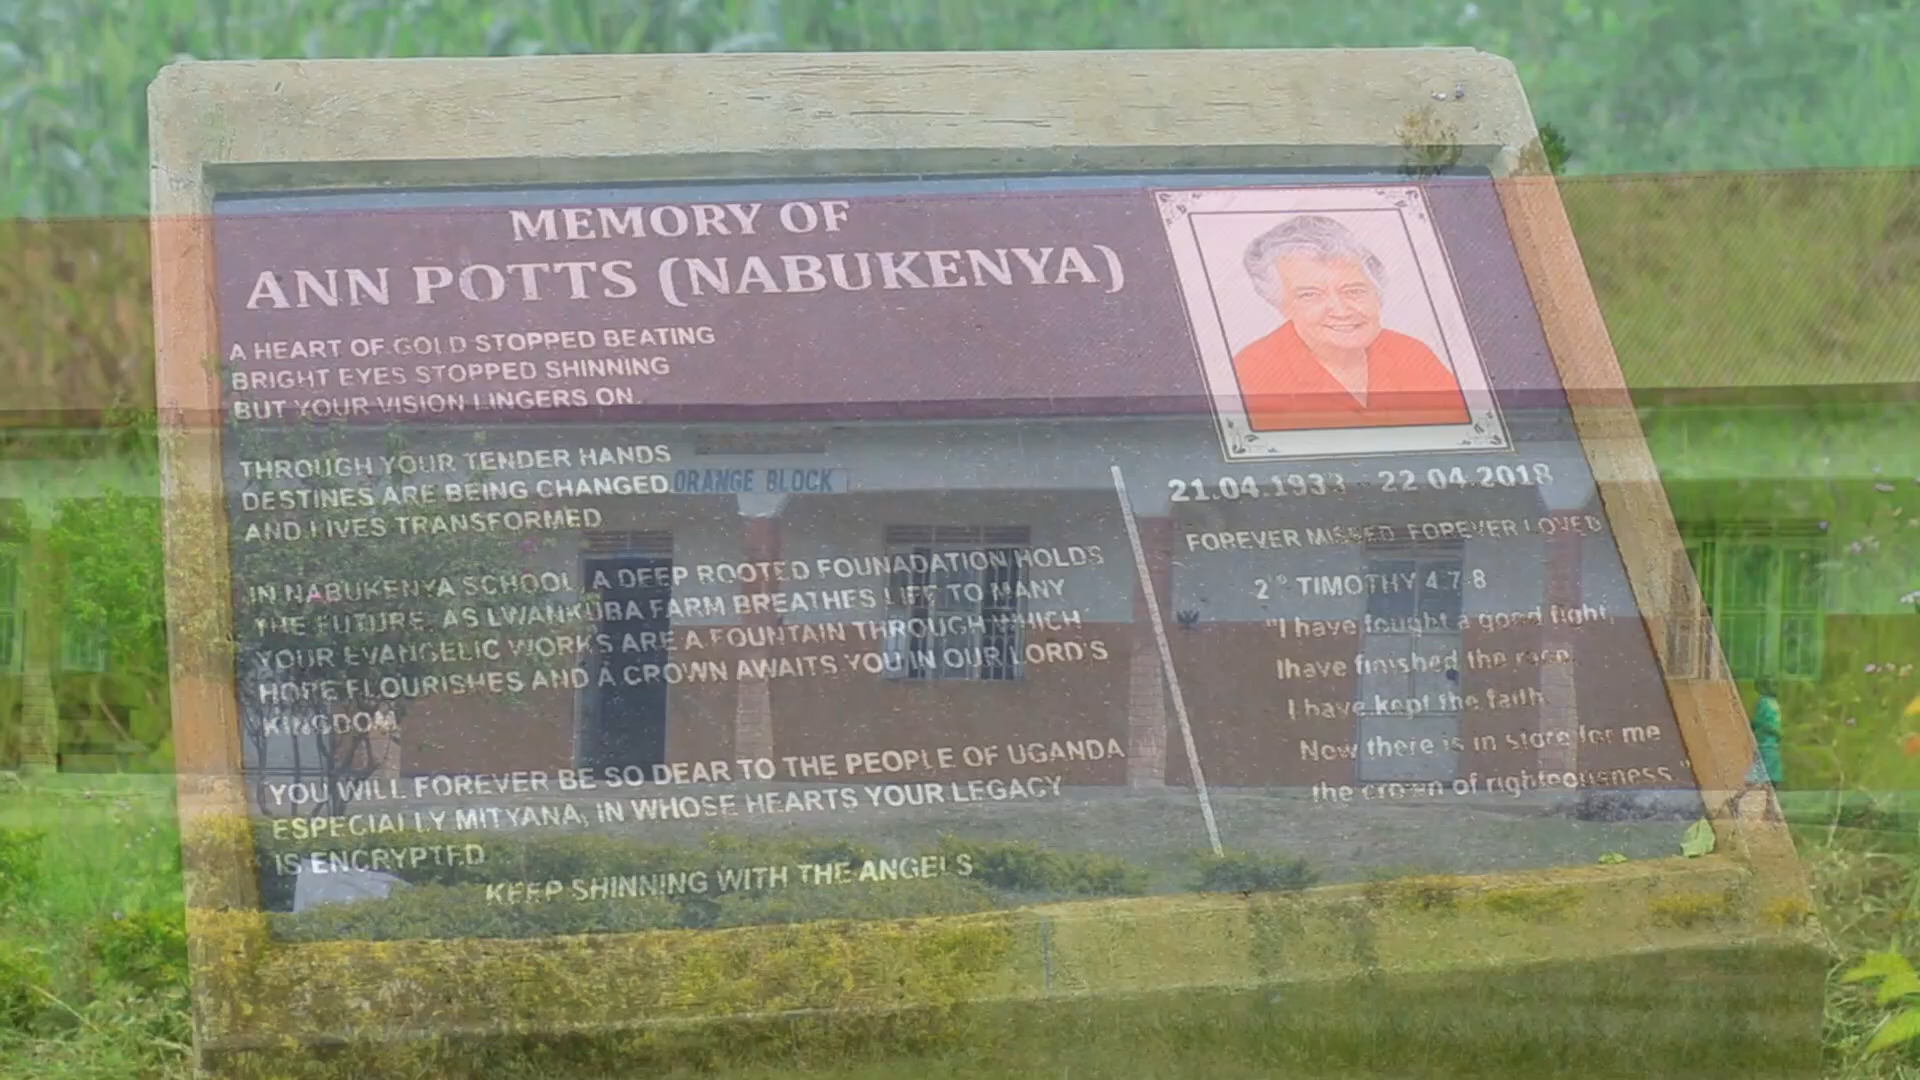 MEMORY OF
ANN POTTS (NABUKENYA)
A HEART OF GOLD STOPPED BEATING
BRIGHT EYES STOPPED SHINNING
BUT YOUR VISION LINGERS ON.
THROUGH YOUR TENDER HANDS
DESTINES ARE BEING CHANGED
AND LIVES TRANSFORMED
IN NABUKENYA SCHOOL, A DEEP ROOTED FOUNADATION HOLDS
THE FUTURE, AS LWANKUBA FARM BREATHES LIFE TO MANY
YOUR EVANGELIC WORKS ARE A FOUNTAIN THROUGH WHICH
HOPE FLOURISHES AND A CROWN AWAITS YOU IN OUR LORD'S
KINGDOM
YOU WILL FOREVER BE SO DEAR TO THE PEOPLE OF UGANDA
ESPECIALLY MITYANA, IN WHOSE HEARTS YOUR LEGACY
IS ENCRYPTED
KEEP SHINNING WITH THE ANGELS
21.04.1933 - 22.04.2018
FOREVER MISSED FOREVER LOVED
2ND TIMOTHY 4:7-8
"I have fought a good fight,
Ihave finished the race,
I have kept the faith.
Now there is in store for me
the crown of righteousness."
ORANGE BLOCK